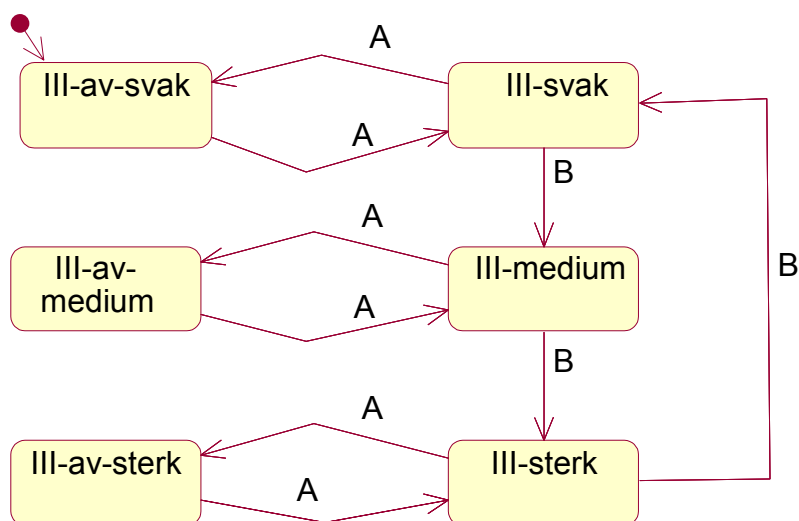 A
III-av-svak
III-svak
A
B
A
III-av-
medium
III-medium
B
A
B
A
III-av-sterk
III-sterk
A